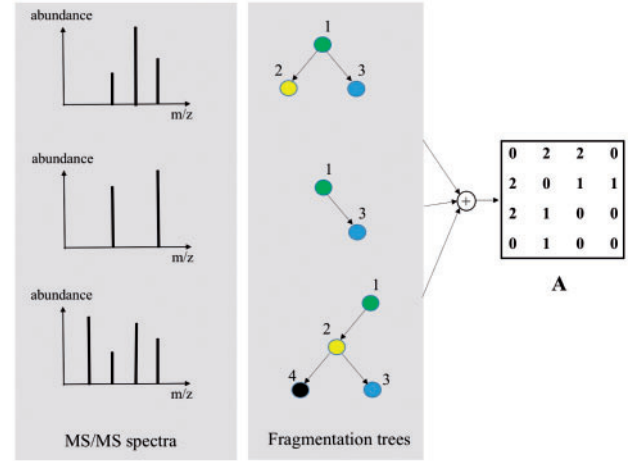 abundance
m/z
m/z
abundance
m/z
MS/MS spectra
1
2
3
1
3
1
2
4
3
Fragmentation trees
+
0 2 2 0
2 0 1 1
2 1 0 0
0 1 0 0
A